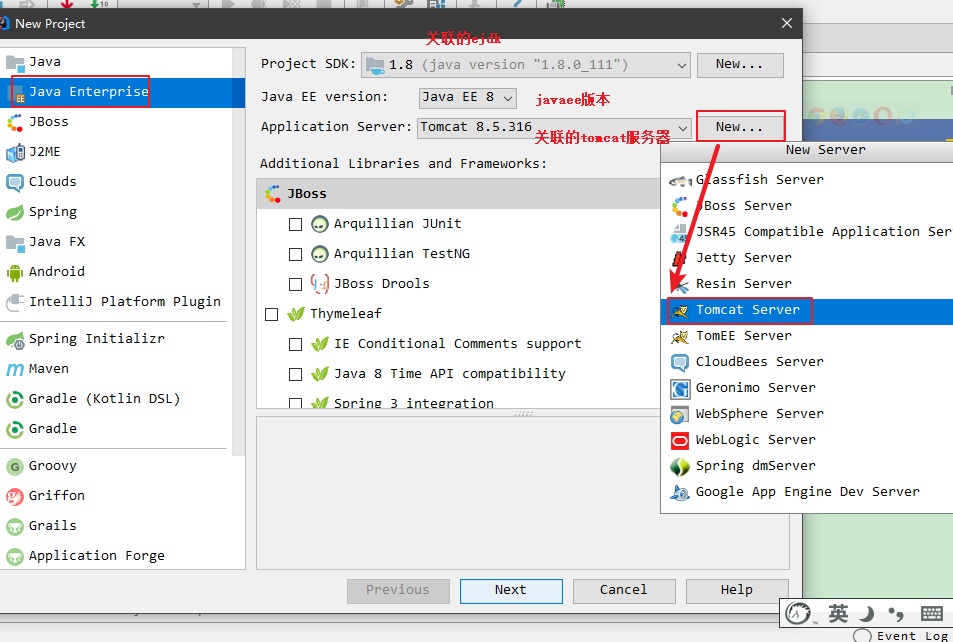 10
New Project
关联的ejdk
Java
Java Enterprise
JBoss
J2ME
Clouds
Spring
Java FX
Android
IntelliJ Platform Plugin
Spring Initializr
Maven
Gradle (Kotlin DSL)
Gradle
Groovy
Griffon
Grails
Application Forge
Project SDK: 1.8 (java version "1.8.0_111") New...
Java EE version: Java EE 8 javaee版本
Application Server: Tomcat 8.5.316 关联的tomcat服务器 New...
Additional Libraries and Frameworks:
JBoss
Arquillian JUnit
Arquillian TestNG
JBoss Drools
Thymeleaf
IE Conditional Comments support
Java 8 Time API compatibility
Spring 3 integration
New Server
Glassfish Server
JBoss Server
JSR45 Compatible Application Ser
Jetty Server
Resin Server
Tomcat Server
TomEE Server
CloudBees Server
Geronimo Server
WebSphere Server
WebLogic Server
Spring dmServer
Google App Engine Dev Server
Previous Next Cancel Help
英
Event Log